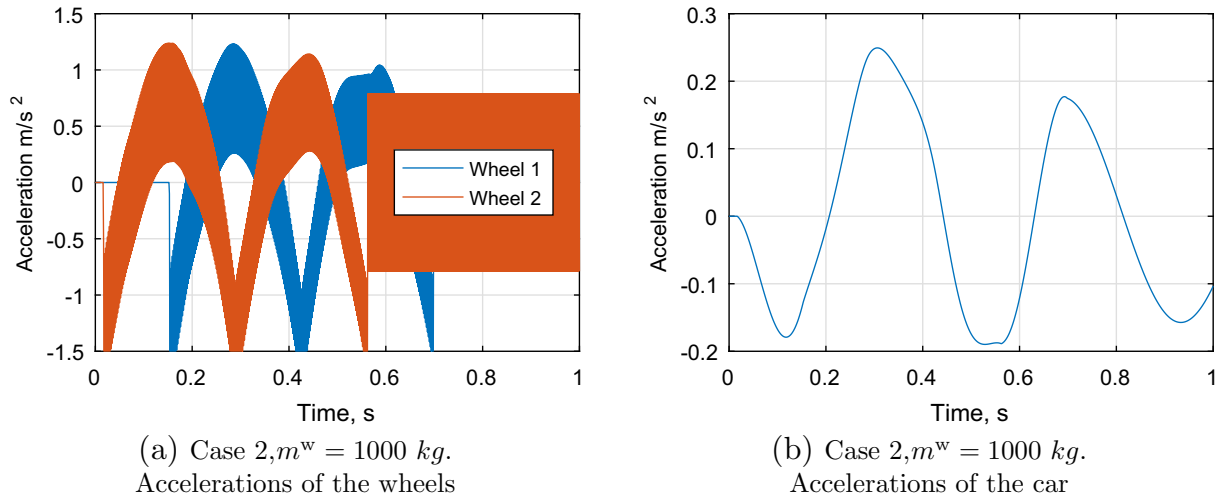 1.5
1
0.5
0
-0.5
-1
-1.5
Acceleration m/s ²
0 0.2 0.4 0.6 0.8 1
Time, s
Wheel 1
Wheel 2
(a) Case 2,mʷ = 1000 kg.
Accelerations of the wheels
0.3
0.2
0.1
0
-0.1
-0.2
Acceleration m/s ²
0 0.2 0.4 0.6 0.8 1
Time, s
(b) Case 2,mʷ = 1000 kg.
Accelerations of the car